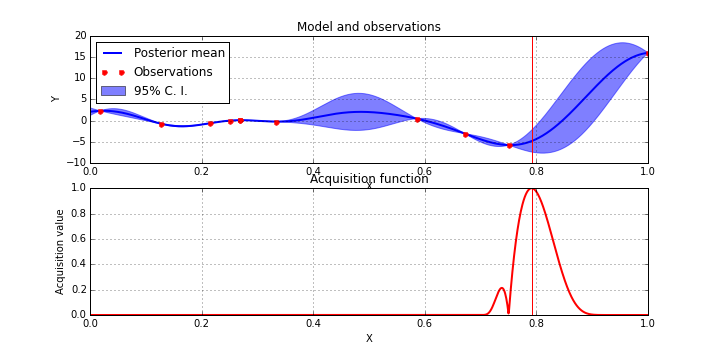 Model and observations
20
15
10
5
0
−5
−10
Y
Posterior mean
Observations
95% C. I.
0.0 0.2 0.4 0.6 0.8 1.0
X
Acquisition function
1.0
0.8
0.6
0.4
0.2
0.0
Acquisition value
0.0 0.2 0.4 0.6 0.8 1.0
X